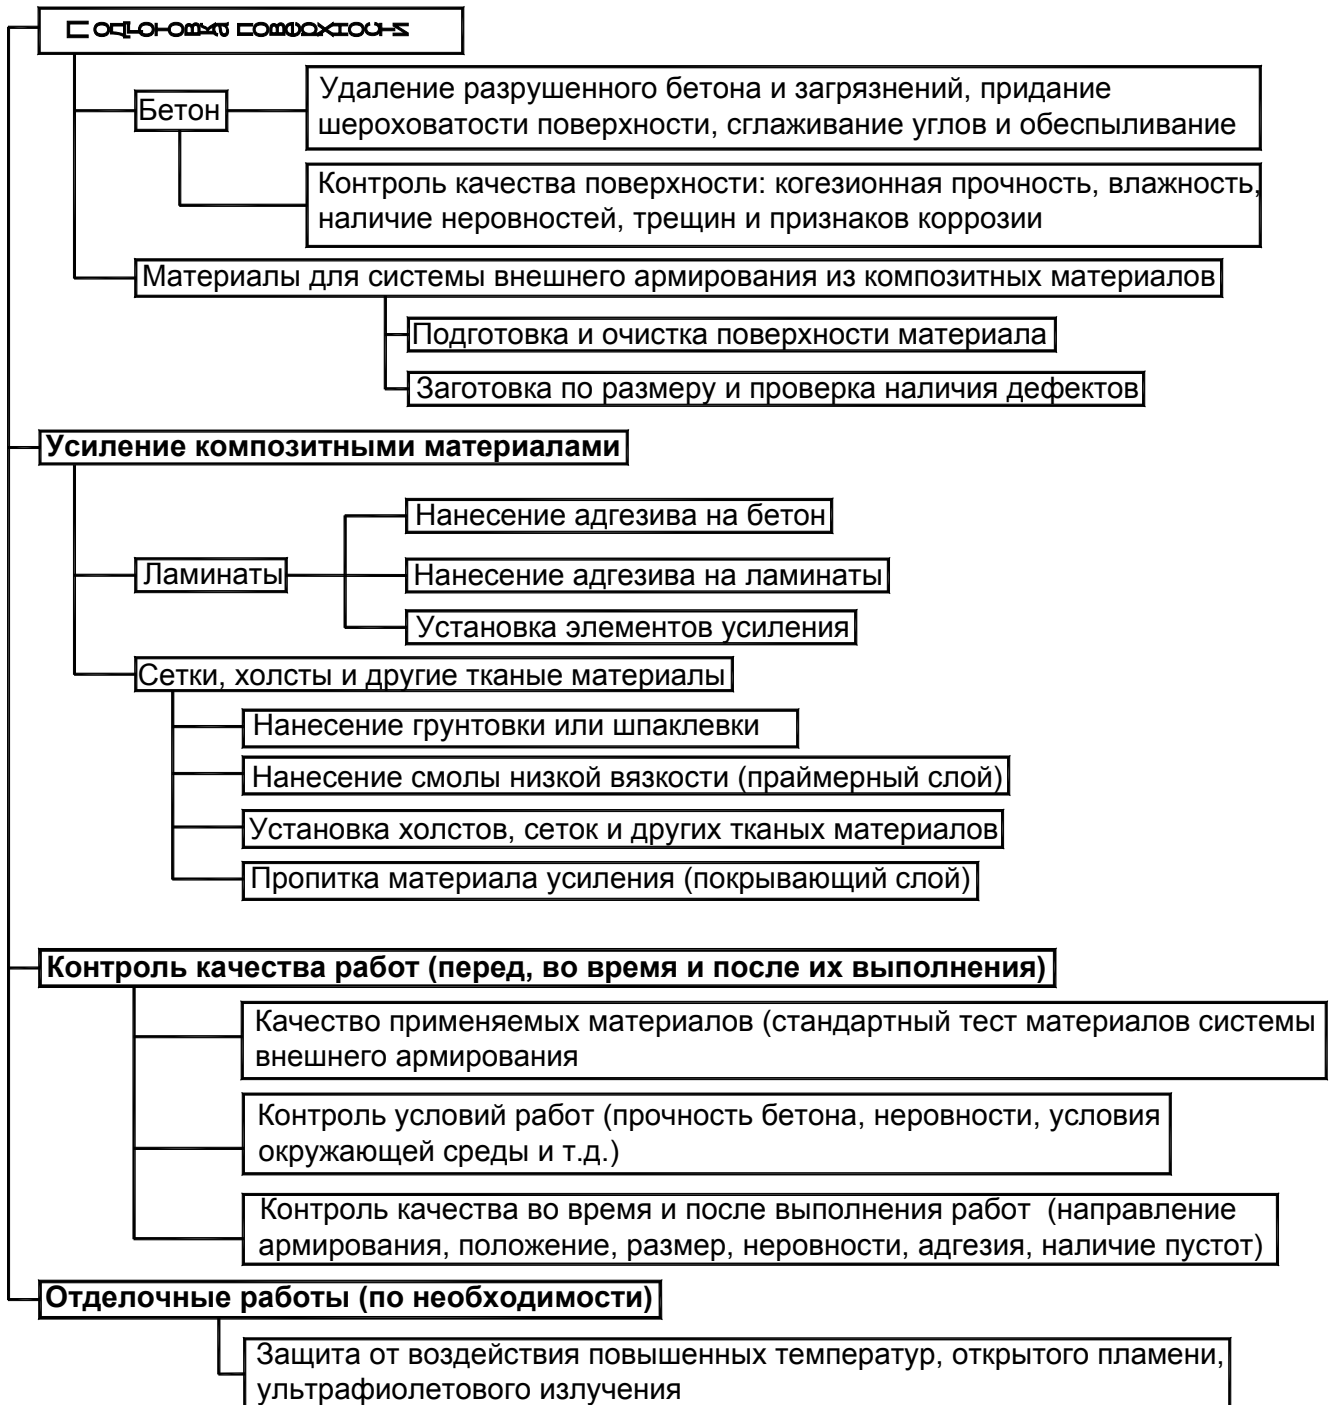 Подготовка поверхности
Бетон
Удаление разрушенного бетона и загрязнений, придание
шероховатости поверхности, сглаживание углов и обеспыливание
Контроль качества поверхности: когезионная прочность, влажность,
наличие неровностей, трещин и признаков коррозии
Материалы для системы внешнего армирования из композитных материалов
Подготовка и очистка поверхности материала
Заготовка по размеру и проверка наличия дефектов
Усиление композитными материалами
Нанесение адгезива на бетон
Ламинаты
Нанесение адгезива на ламинаты
Установка элементов усиления
Сетки, холсты и другие тканые материалы
Нанесение грунтовки или шпаклевки
Нанесение смолы низкой вязкости (праймерный слой)
Установка холстов, сеток и других тканых материалов
Пропитка материала усиления (покрывающий слой)
Контроль качества работ (перед, во время и после их выполнения)
Качество применяемых материалов (стандартный тест материалов системы
внешнего армирования
Контроль условий работ (прочность бетона, неровности, условия
окружающей среды и т.д.)
Контроль качества во время и после выполнения работ (направление
армирования, положение, размер, неровности, адгезия, наличие пустот)
Отделочные работы (по необходимости)
Защита от воздействия повышенных температур, открытого пламени,
ультрафиолетового излучения